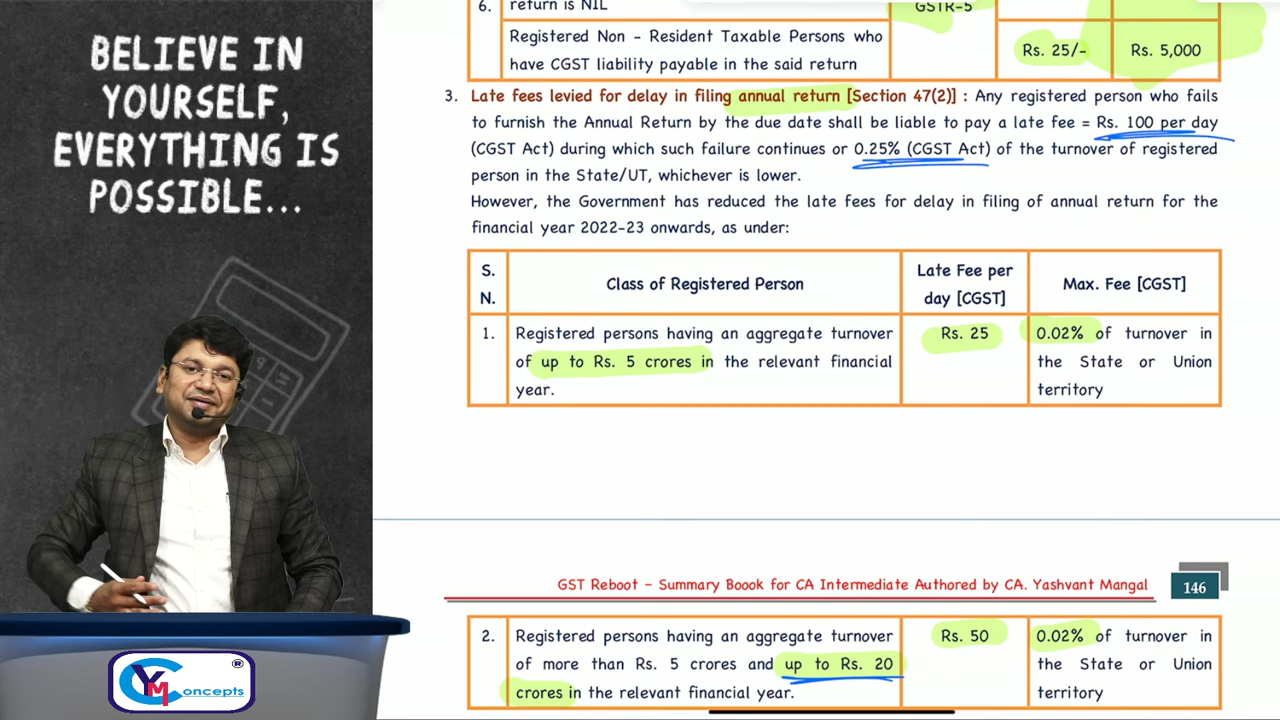 BELIEVE IN
YOURSELF,
EVERYTHING IS
POSSIBLE...
YM Concepts ®
6. return is NIL GSTR-5
Registered Non - Resident Taxable Persons who
have CGST liability payable in the said return
Rs. 25/- Rs. 5,000
3. Late fees levied for delay in filing annual return [Section 47(2)] : Any registered person who fails
to furnish the Annual Return by the due date shall be liable to pay a late fee = Rs. 100 per day
(CGST Act) during which such failure continues or 0.25% (CGST Act) of the turnover of registered
person in the State/UT, whichever is lower.
However, the Government has reduced the late fees for delay in filing of annual return for the
financial year 2022-23 onwards, as under:
S.
N.
Class of Registered Person
Late Fee per
day [CGST]
Max. Fee [CGST]
1.
Registered persons having an aggregate turnover
of up to Rs. 5 crores in the relevant financial
year.
Rs. 25
0.02% of turnover in
the State or Union
territory
GST Reboot - Summary Boook for CA Intermediate Authored by CA. Yashvant Mangal 146
2.
Registered persons having an aggregate turnover
of more than Rs. 5 crores and up to Rs. 20
crores in the relevant financial year.
Rs. 50
0.02% of turnover in
the State or Union
territory